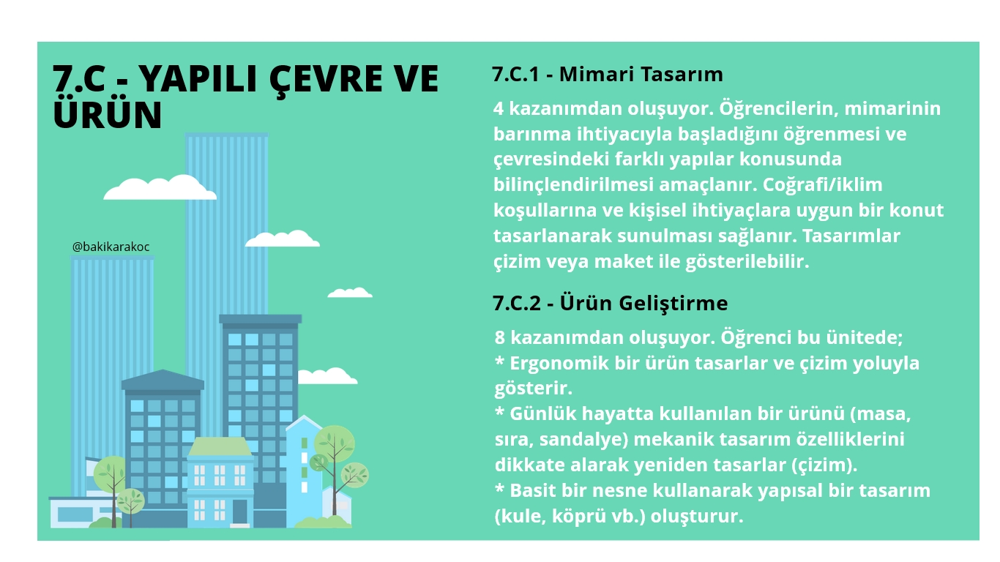 7.C - YAPILI ÇEVRE VE
ÜRÜN
@bakikarakoc
7.C.1 - Mimari Tasarım
4 kazanımdan oluşuyor. Öğrencilerin, mimarinin
barınma ihtiyacıyla başladığını öğrenmesi ve
çevresindeki farklı yapılar konusunda
bilinçlendirilmesi amaçlanır. Coğrafi/iklim
koşullarına ve kişisel ihtiyaçlara uygun bir konut
tasarlanarak sunulması sağlanır. Tasarımlar
çizim veya maket ile gösterilebilir.
7.C.2 - Ürün Geliştirme
8 kazanımdan oluşuyor. Öğrenci bu ünitede;
* Ergonomik bir ürün tasarlar ve çizim yoluyla
gösterir.
* Günlük hayatta kullanılan bir ürünü (masa,
sıra, sandalye) mekanik tasarım özelliklerini
dikkate alarak yeniden tasarlar (çizim).
* Basit bir nesne kullanarak yapısal bir tasarım
(kule, köprü vb.) oluşturur.